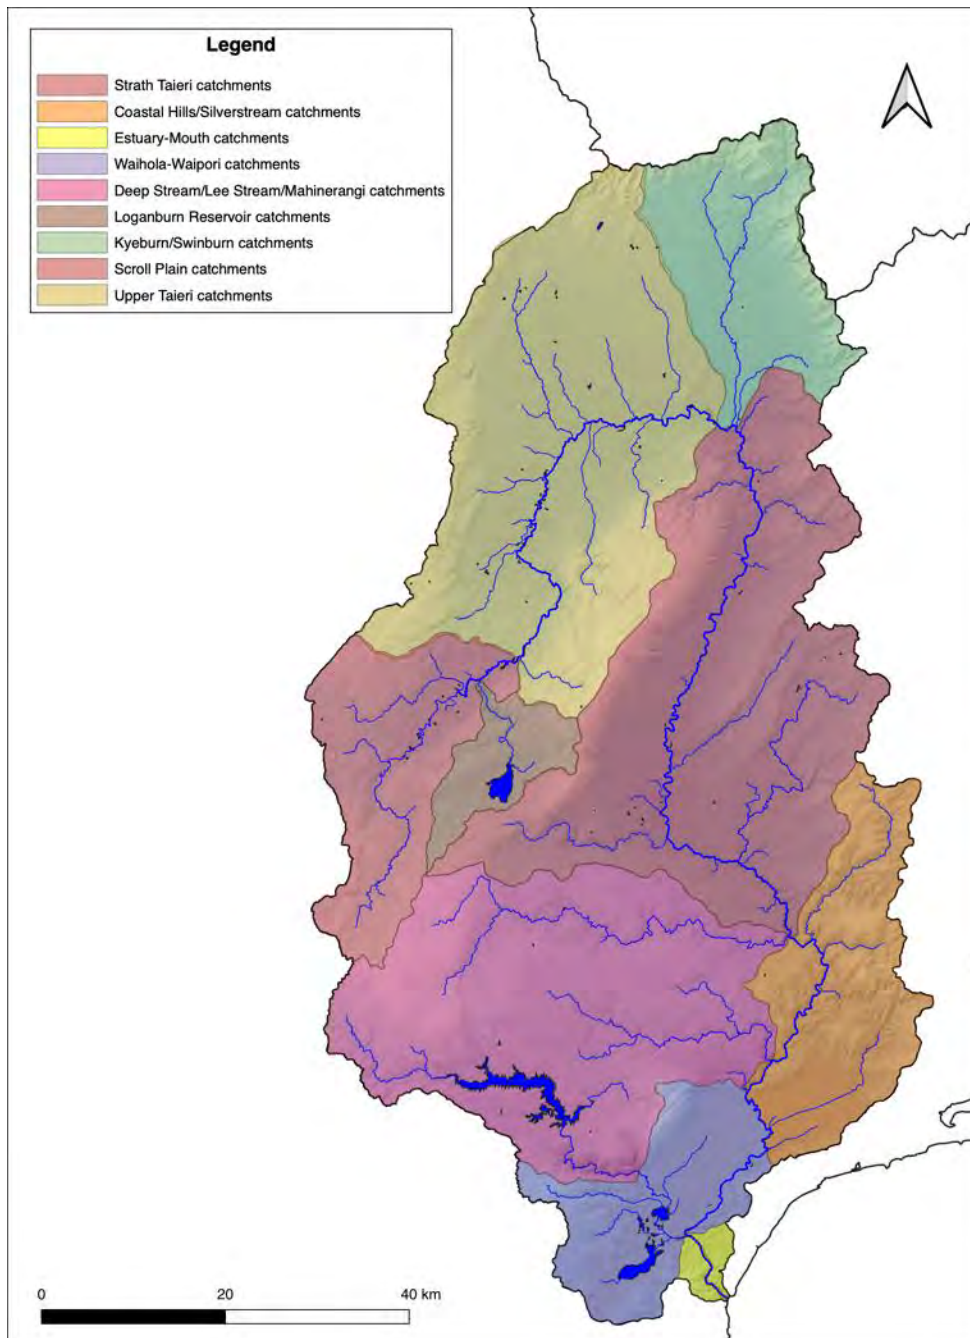 Legend
Strath Taieri catchments
Coastal Hills/Silverstream catchments
Estuary-Mouth catchments
Waihola-Waipori catchments
Deep Stream/Lee Stream/Mahinerangi catchments
Loganburn Reservoir catchments
Kyeburn/Swinburn catchments
Scroll Plain catchments
Upper Taieri catchments
0 20 40 km